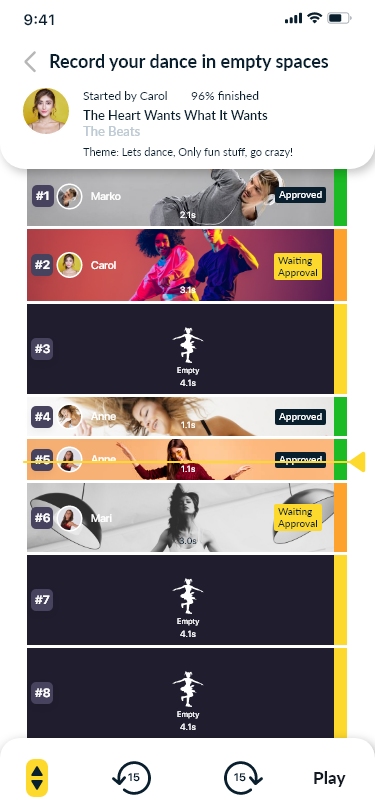 9:41
Record your dance in empty spaces
Started by Carol 96% finished
The Heart Wants What It Wants
The Beats
Theme: Lets dance, Only fun stuff, go crazy!
#1 Marko Approved
2.1s
#2 Carol Waiting
Approval
3.1s
#3
Empty
4.1s
#4 Anne Approved
1.1s
#5 Anne Approved
1.1s
#6 Mari Waiting
Approval
3.0s
#7
Empty
4.1s
#8
Empty
4.1s
15 15 Play